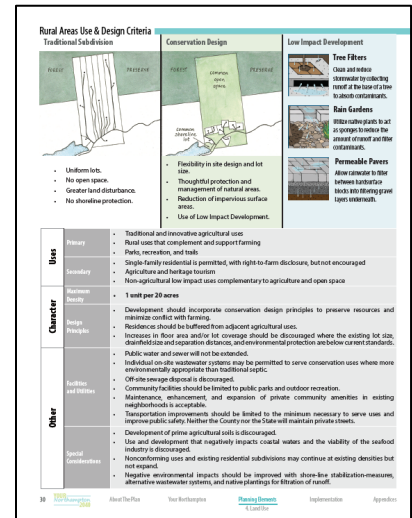 Rural Areas Use & Design Criteria
Traditional Subdivision
FOREST
PRESERVE
• Uniform lots.
• No open space.
• Greater land disturbance.
• No shoreline protection.
Conservation Design
FOREST
common
open
space
PRESERVE
common
shoreline
lot
• Flexibility in site design and lot
size.
• Thoughtful protection and
management of natural areas.
• Reduction of impervious surface
areas.
• Use of Low Impact Development.
Low Impact Development
Tree Filters
Clean and reduce
stormwater by collecting
runoff at the base of a tree
to absorb contaminants.
Rain Gardens
Utilize native plants to act
as sponges to reduce the
amount of runoff and filter
contaminants.
Permeable Pavers
Allow rainwater to filter
between hardsurface
blocks into filtering gravel
layers underneath.
Uses
Primary
• Traditional and innovative agricultural uses
• Rural uses that complement and support farming
• Parks, recreation, and trails
Secondary
• Single-family residential is permitted, with right-to-farm disclosure, but not encouraged
• Agriculture and heritage tourism
• Non-agricultural low impact uses complementary to agriculture and open space
Character
Maximum
Density
• 1 unit per 20 acres
Design
Principles
• Development should incorporate conservation design principles to preserve resources and
minimize conflict with farming.
• Residences should be buffered from adjacent agricultural uses.
• Increases in floor area and/or lot coverage should be discouraged where the existing lot size,
drainfield size and separation distances, and environmental protection are below current standards.
Other
Facilities
and Utilities
• Public water and sewer will not be extended.
• Individual on-site wastewater systems may be permitted to serve conservation uses where more
environmentally appropriate than traditional septic.
• Off-site sewage disposal is discouraged.
• Community facilities should be limited to public parks and outdoor recreation.
• Maintenance, enhancement, and expansion of private community amenities in existing
neighborhoods is acceptable.
• Transportation improvements should be limited to the minimum necessary to serve uses and
improve public safety. Neither the County nor the State will maintain private streets.
Special
Considerations
• Development of prime agricultural soils is discouraged.
• Use and development that negatively impacts coastal waters and the viability of the seafood
industry is discouraged.
• Nonconforming uses and existing residential subdivisions may continue at existing densities but
not expand.
• Negative environmental impacts should be improved with shore-line stabilization-measures,
alternative wastewater systems, and native plantings for filtration of runoff.
30
About The Plan
Your Northampton
Planning Elements
4. Land Use
Implementation
Appendices